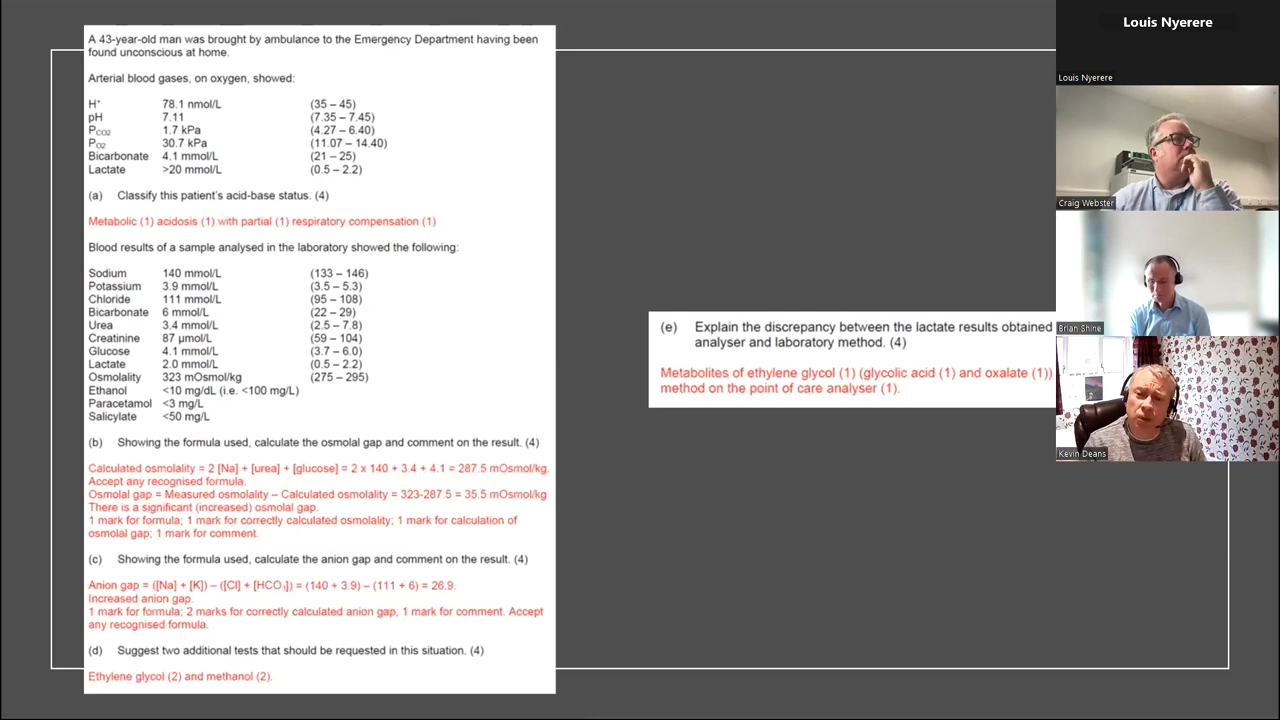 A 43-year-old man was brought by ambulance to the Emergency Department having been
found unconscious at home.
Arterial blood gases, on oxygen, showed:
H⁺ 78.1 nmol/L (35 – 45)
pH 7.11 (7.35 – 7.45)
PCO2 1.7 kPa (4.27 – 6.40)
PO2 30.7 kPa (11.07 – 14.40)
Bicarbonate 4.1 mmol/L (21 – 25)
Lactate >20 mmol/L (0.5 – 2.2)
(a) Classify this patient's acid-base status. (4)
Metabolic (1) acidosis (1) with partial (1) respiratory compensation (1)
Blood results of a sample analysed in the laboratory showed the following:
Sodium 140 mmol/L (133 – 146)
Potassium 3.9 mmol/L (3.5 – 5.3)
Chloride 111 mmol/L (95 – 108)
Bicarbonate 6 mmol/L (22 – 29)
Urea 3.4 mmol/L (2.5 – 7.8)
Creatinine 87 µmol/L (59 – 104)
Glucose 4.1 mmol/L (3.7 – 6.0)
Lactate 2.0 mmol/L (0.5 – 2.2)
Osmolality 323 mOsmol/kg (275 – 295)
Ethanol <10 mg/dL (i.e. <100 mg/L)
Paracetamol <3 mg/L
Salicylate <50 mg/L
(b) Showing the formula used, calculate the osmolal gap and comment on the result. (4)
Calculated osmolality = 2 [Na] + [urea] + [glucose] = 2 x 140 + 3.4 + 4.1 = 287.5 mOsmol/kg.
Accept any recognised formula.
Osmolal gap = Measured osmolality – Calculated osmolality = 323-287.5 = 35.5 mOsmol/kg
There is a significant (increased) osmolal gap.
1 mark for formula; 1 mark for correctly calculated osmolality; 1 mark for calculation of
osmolal gap; 1 mark for comment.
(c) Showing the formula used, calculate the anion gap and comment on the result. (4)
Anion gap = ([Na] + [K]) – ([Cl] + [HCO3]) = (140 + 3.9) – (111 + 6) = 26.9.
Increased anion gap.
1 mark for formula; 2 marks for correctly calculated anion gap; 1 mark for comment. Accept
any recognised formula.
(d) Suggest two additional tests that should be requested in this situation. (4)
Ethylene glycol (2) and methanol (2).
(e) Explain the discrepancy between the lactate results obtained
analyser and laboratory method. (4)
Metabolites of ethylene glycol (1) (glycolic acid (1) and oxalate (1))
method on the point of care analyser (1).
Louis Nyerere
Louis Nyerere
Craig Webster
Brian Shine
Kevin Deans